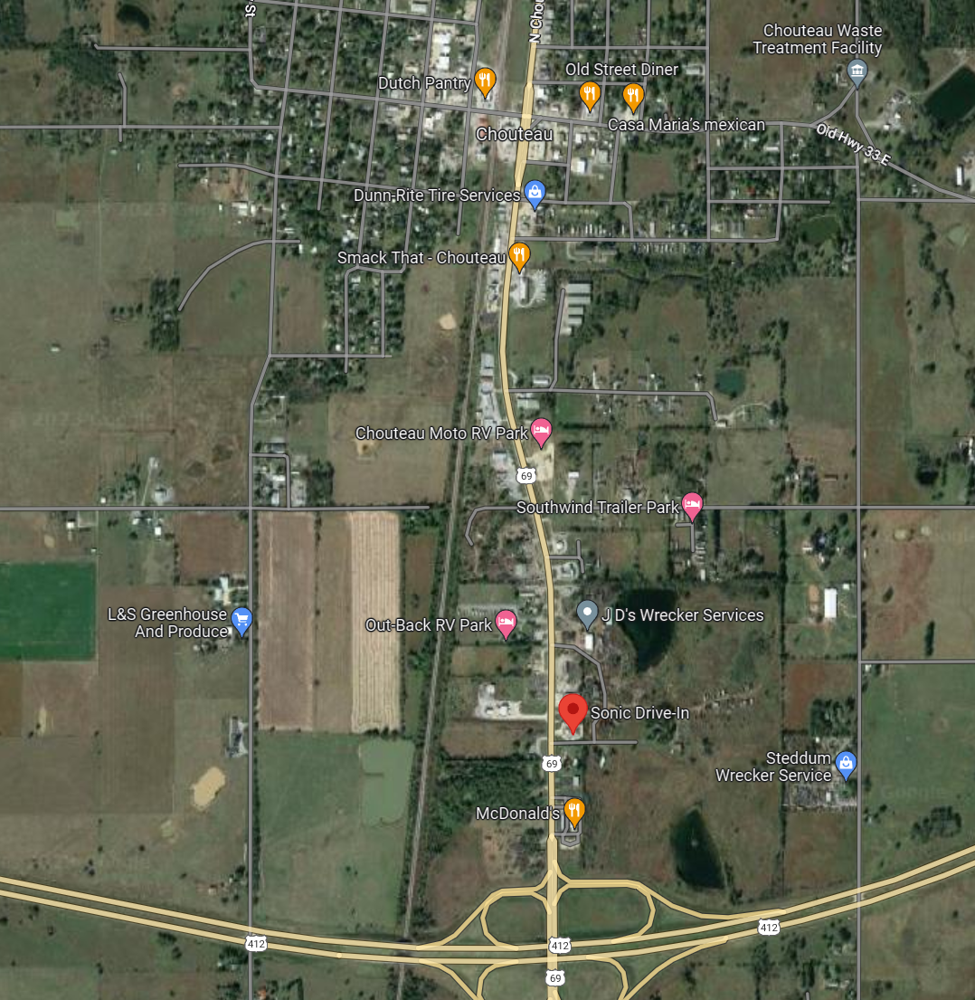 St
N Chou
Chouteau Waste
Treatment Facility
Old Street Diner
Dutch Pantry
Casa Maria's mexican
Chouteau
Old Hwy 33 E
Dunn-Rite Tire Services
Smack That - Chouteau
Chouteau Moto RV Park
69
Southwind Trailer Park
L&S Greenhouse
And Produce
J D's Wrecker Services
Out-Back RV Park
Sonic Drive-In
69
Steddum
Wrecker Service
McDonald's
412
412
412
69